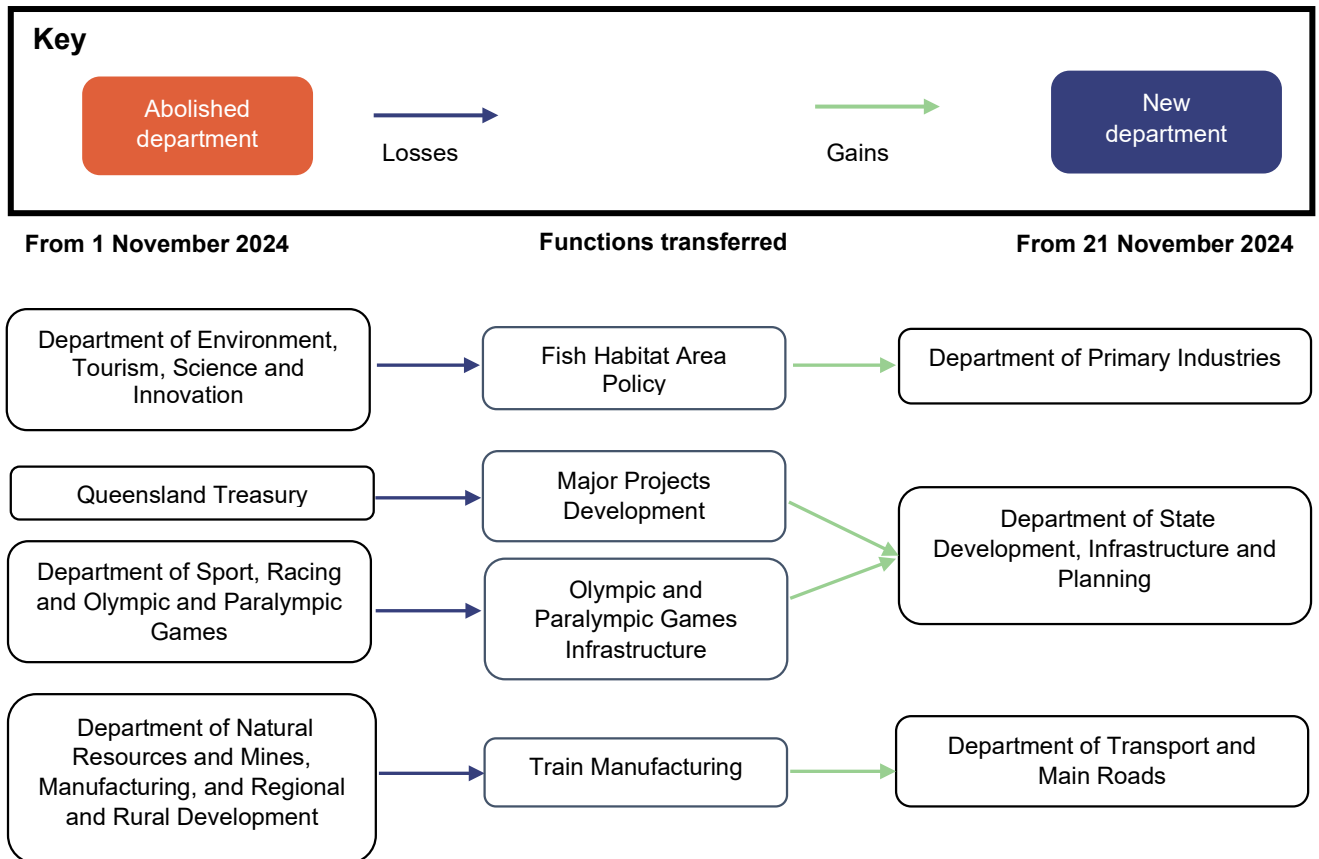 Key
Abolished
department
Losses
Gains
New
department
From 1 November 2024
Functions transferred
From 21 November 2024
Department of Environment,
Tourism, Science and
Innovation
Fish Habitat Area
Policy
Department of Primary Industries
Queensland Treasury
Major Projects
Development
Department of State
Development, Infrastructure and
Planning
Department of Sport, Racing
and Olympic and Paralympic
Games
Olympic and
Paralympic Games
Infrastructure
Department of Natural
Resources and Mines,
Manufacturing, and Regional
and Rural Development
Train Manufacturing
Department of Transport and
Main Roads